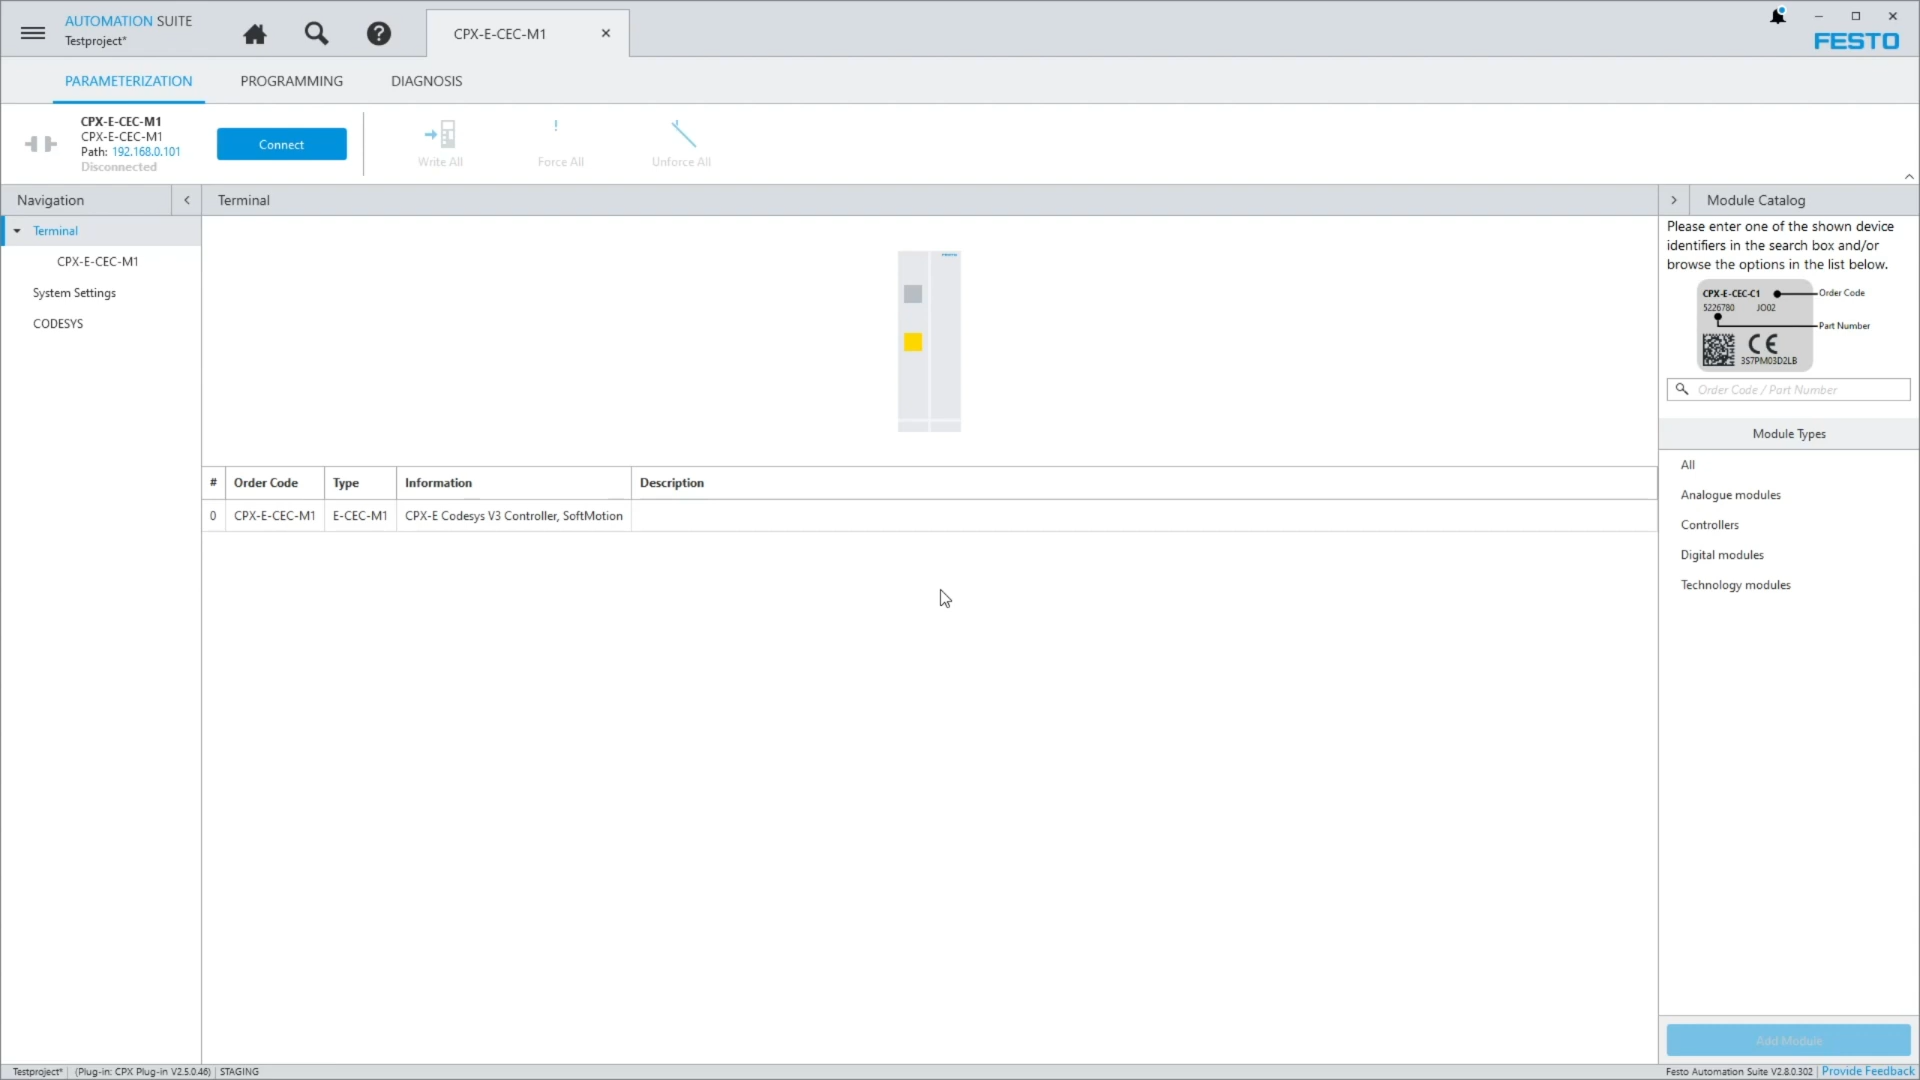 AUTOMATION SUITE
Testproject*
CPX-E-CEC-M1
FESTO
PARAMETERIZATION
PROGRAMMING
DIAGNOSIS
CPX-E-CEC-M1
CPX-E-CEC-M1
Path: 192.168.0.101
Disconnected
Connect
Write All
Force All
Unforce All
Navigation
Terminal
CPX-E-CEC-M1
System Settings
CODESYS
Terminal
FESTO
# Order Code Type Information Description
0 CPX-E-CEC-M1 E-CEC-M1 CPX-E Codesys V3 Controller, SoftMotion
Module Catalog
Please enter one of the shown device
identifiers in the search box and/or
browse the options in the list below.
CPX-E-CEC-C1
Order Code
5226780 JO02
Part Number
CE
3S7PM03D2LB
Order Code / Part Number
Module Types
All
Analogue modules
Controllers
Digital modules
Technology modules
Add Module
Testproject* (Plug-in: CPX Plug-in V2.5.0.46) STAGING
Festo Automation Suite V2.8.0.302 Provide Feedback